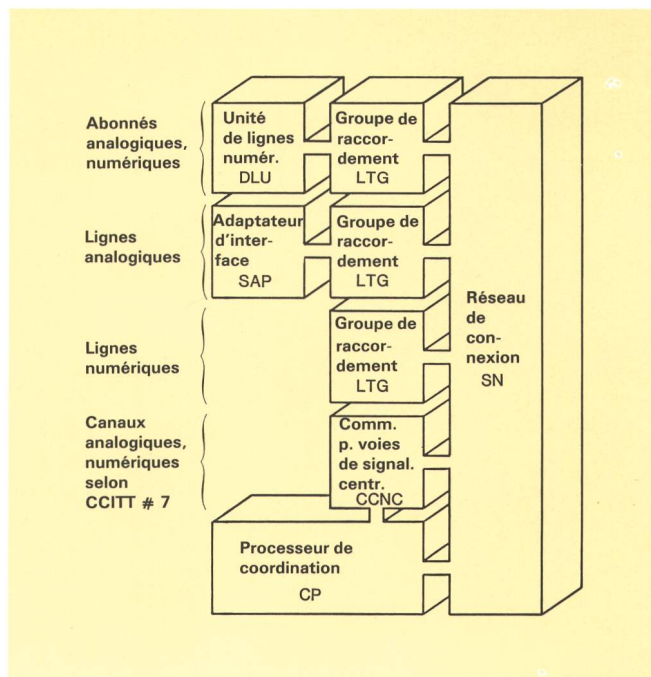 Abonnés
analogiques,
numériques
Unité
de lignes
numér.
DLU
Groupe de
raccor-
dement
LTG
Lignes
analogiques
Adaptateur
d'inter-
face
SAP
Groupe de
raccor-
dement
LTG
Réseau
de
con-
nexion
SN
Lignes
numériques
Groupe de
raccor-
dement
LTG
Canaux
analogiques,
numériques
selon
CCITT # 7
Comm.
p. voies
de signal.
centr.
CCNC
Processeur de
coordination
CP